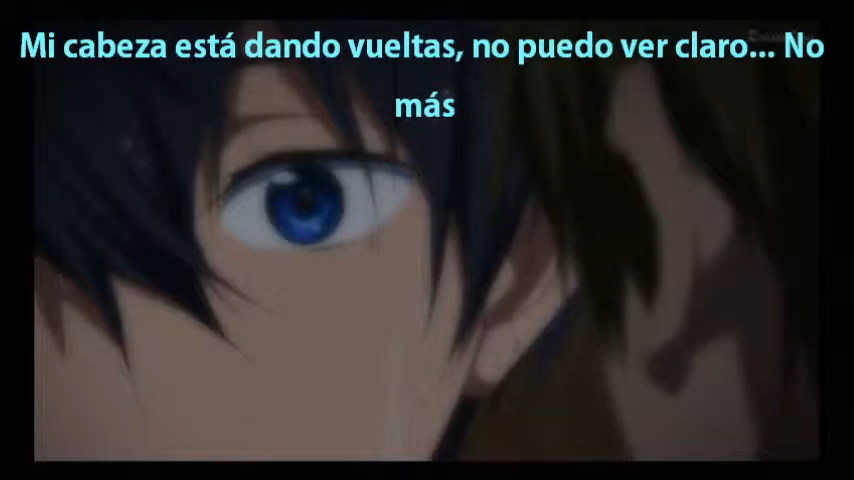 Mi cabeza está dando vueltas, no puedo ver claro... No
más